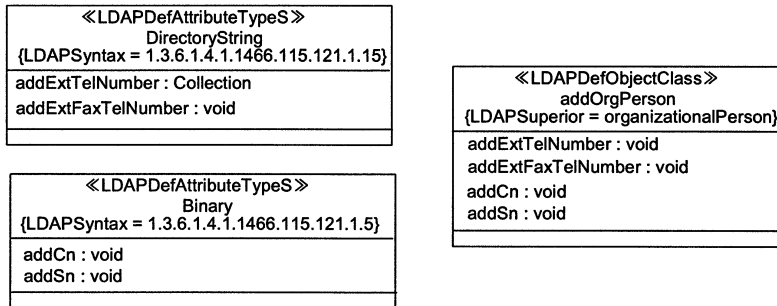 ≪LDAPDefAttributeTypeS≫
DirectoryString
{LDAPSyntax = 1.3.6.1.4.1.1466.115.121.1.15}
addExtTelNumber : Collection
addExtFaxTelNumber : void
≪LDAPDefAttributeTypeS≫
Binary
{LDAPSyntax = 1.3.6.1.4.1.1466.115.121.1.5}
addCn : void
addSn : void
≪LDAPDefObjectClass≫
addOrgPerson
{LDAPSuperior = organizationalPerson}
addExtTelNumber : void
addExtFaxTelNumber : void
addCn : void
addSn : void